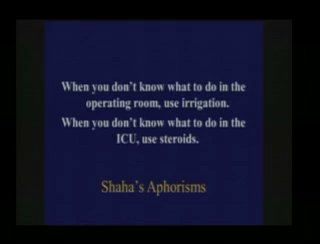 When you don't know what to do in the
operating room, use irrigation.
When you don't know what to do in the
ICU, use steroids.
Shaha's Aphorisms